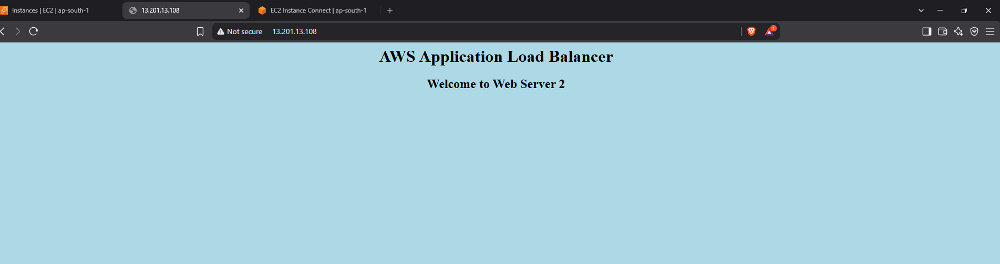 Instances | EC2 | ap-south-1
13.201.13.108
EC2 Instance Connect | ap-south-1
Not secure
13.201.13.108
1
AWS Application Load Balancer
Welcome to Web Server 2